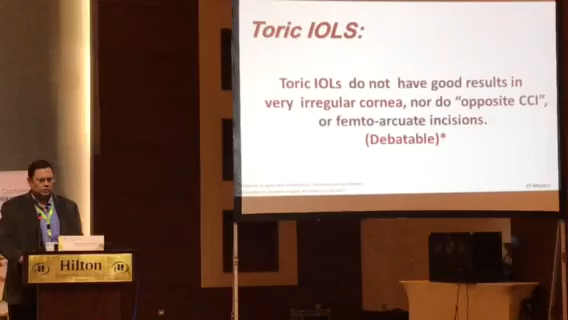 Toric IOLS:
Toric IOLs do not have good results in
very irregular cornea, nor do “opposite CCI”,
or femto-arcuate incisions.
(Debatable)*
Hilton